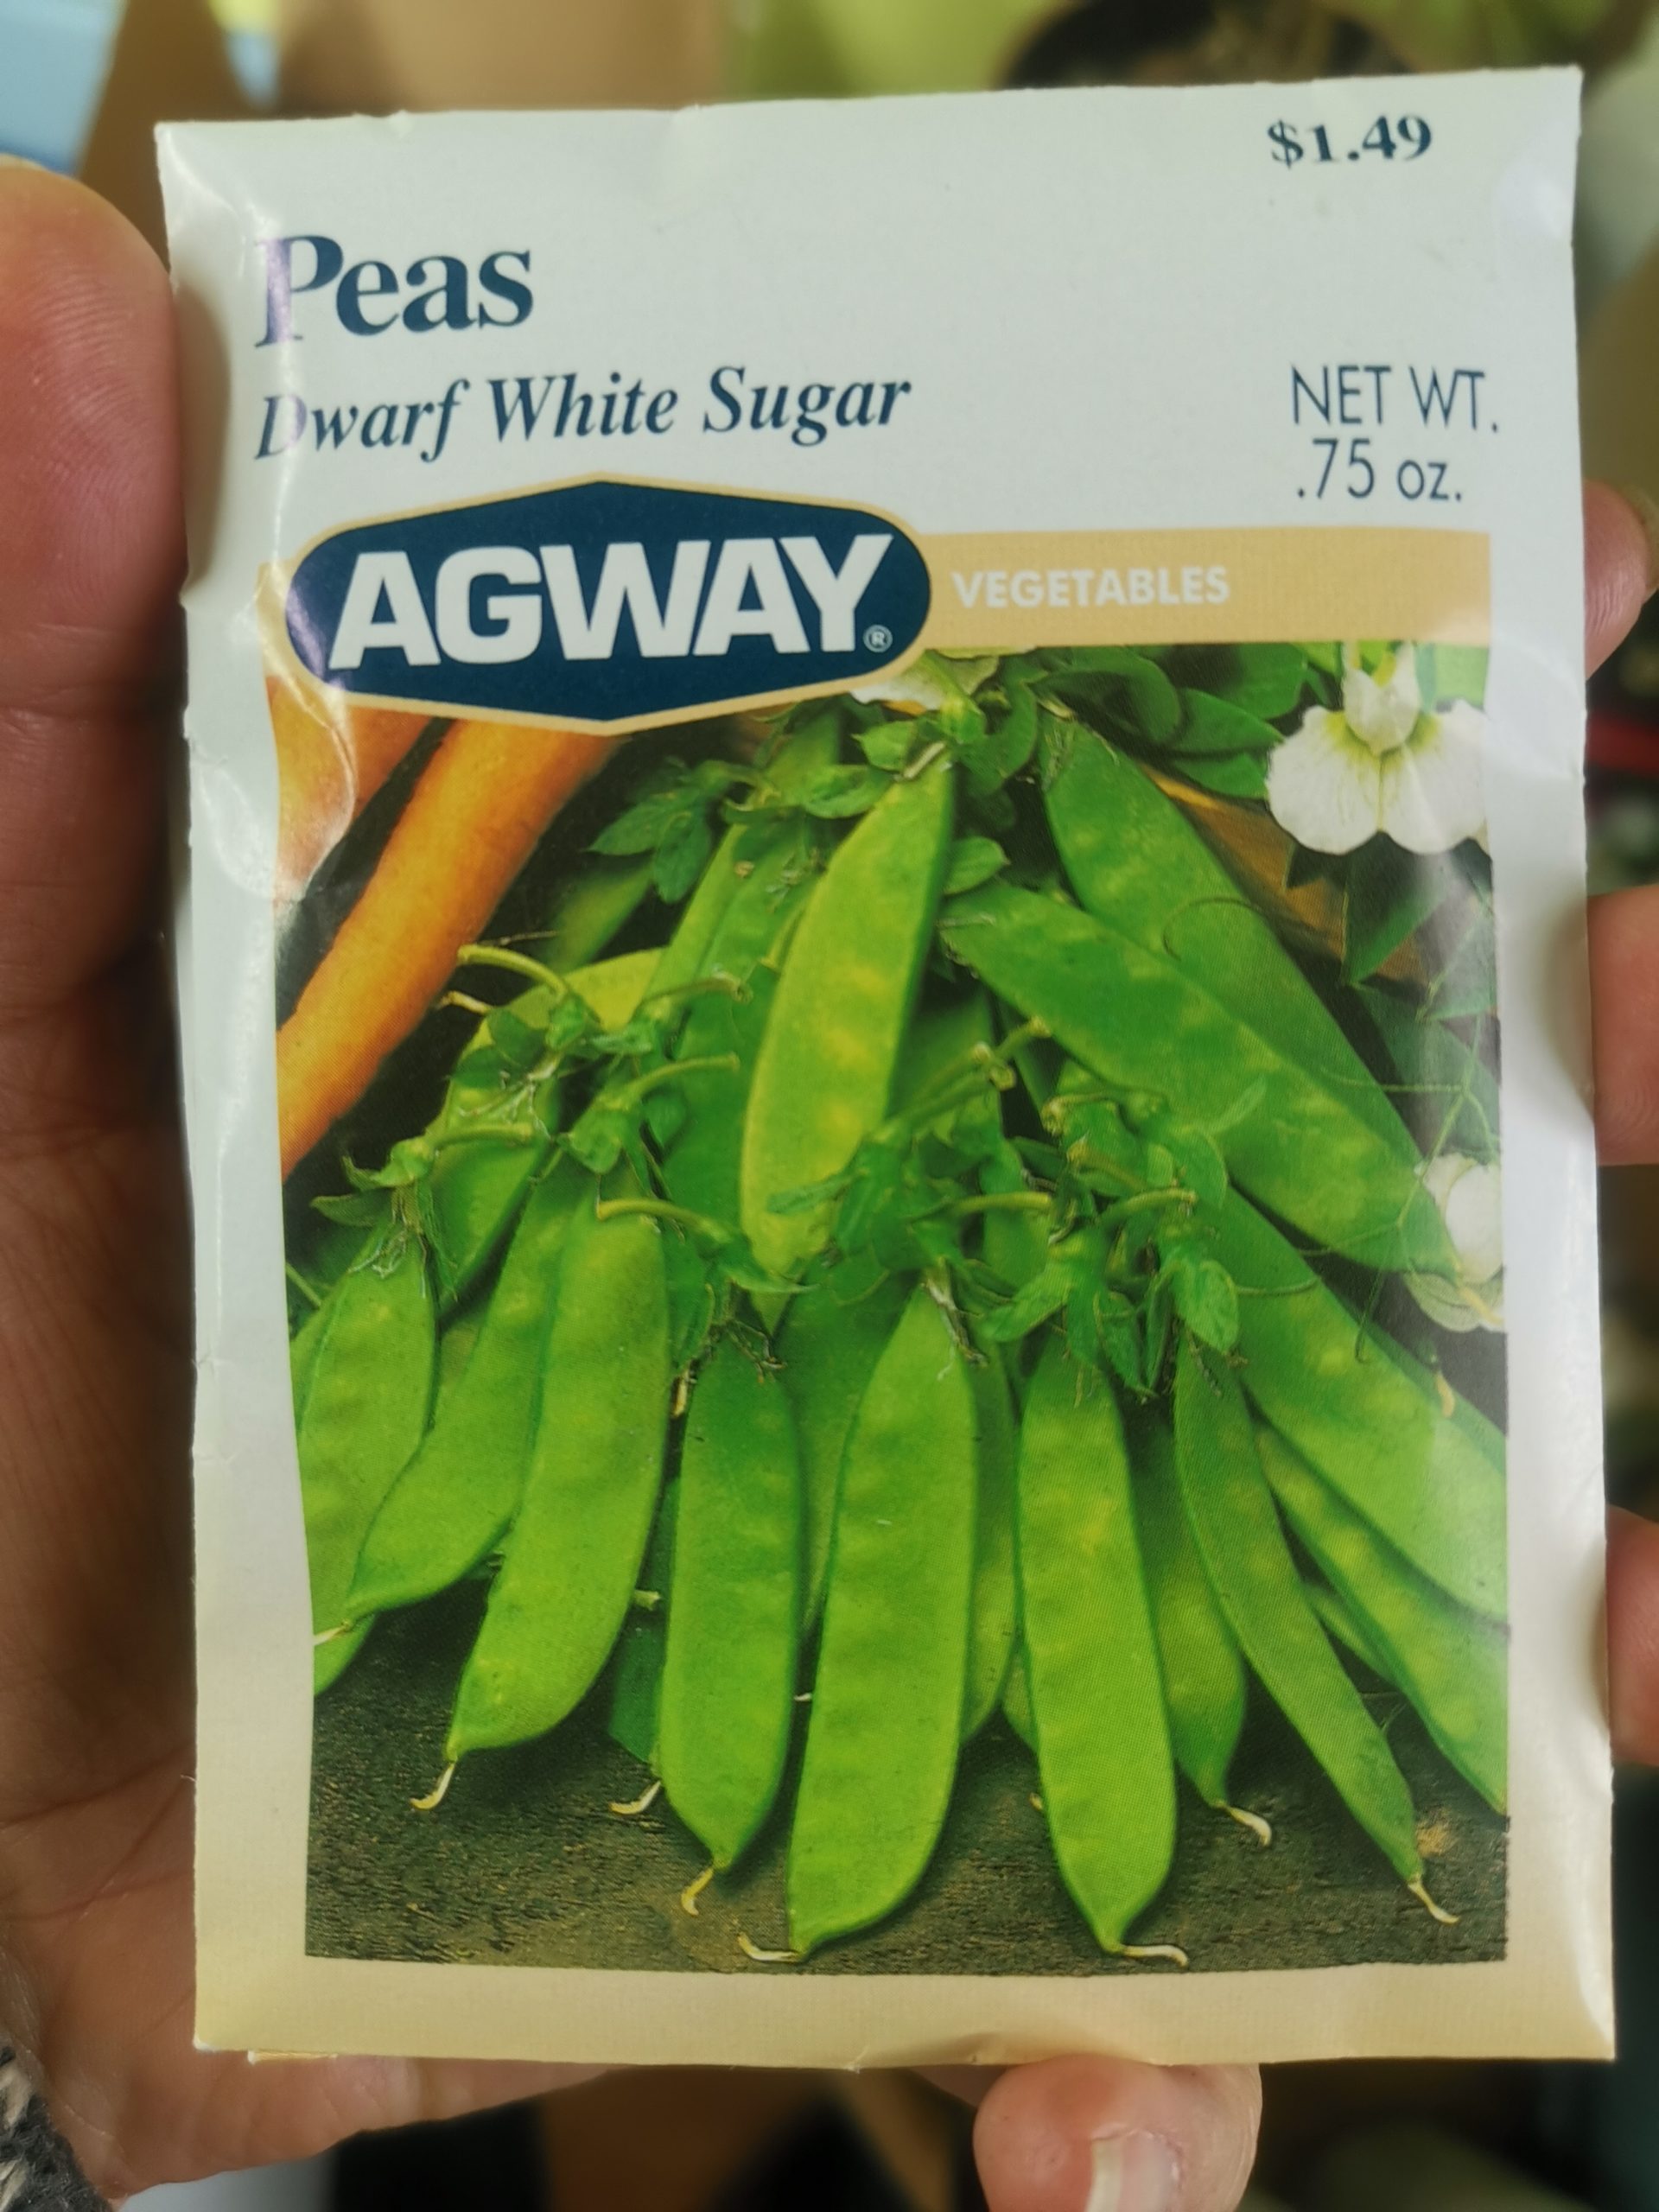 $1.49
Peas
Dwarf White Sugar
NET WT.
.75 oz.
AGWAY®
VEGETABLES